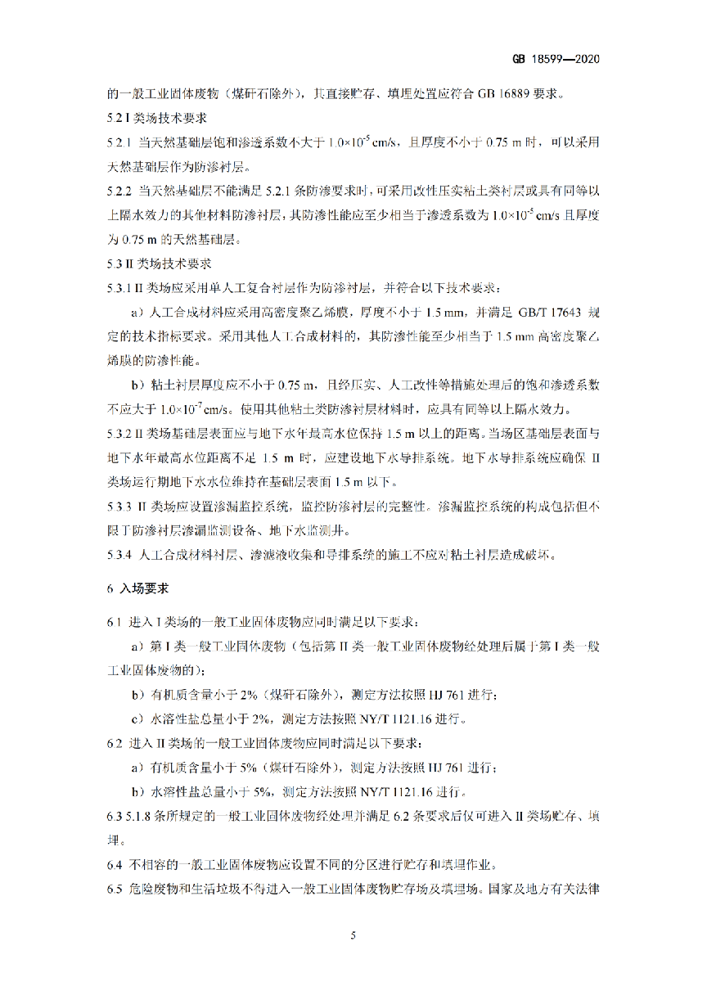 GB 18599—2020
的一般工业固体废物（煤矸石除外），其直接贮存、填埋处置应符合 GB 16889 要求。
5.2 I 类场技术要求
5.2.1 当天然基础层饱和渗透系数不大于 1.0×10⁻⁵ cm/s，且厚度不小于 0.75 m 时，可以采用
天然基础层作为防渗衬层。
5.2.2 当天然基础层不能满足 5.2.1 条防渗要求时，可采用改性压实粘土类衬层或具有同等以
上隔水效力的其他材料防渗衬层，其防渗性能应至少相当于渗透系数为 1.0×10⁻⁵ cm/s 且厚度
为 0.75 m 的天然基础层。
5.3 II 类场技术要求
5.3.1 II 类场应采用单人工复合衬层作为防渗衬层，并符合以下技术要求：
a）人工合成材料应采用高密度聚乙烯膜，厚度不小于 1.5 mm，并满足 GB/T 17643 规
定的技术指标要求。采用其他人工合成材料的，其防渗性能至少相当于 1.5 mm 高密度聚乙
烯膜的防渗性能。
b）粘土衬层厚度应不小于 0.75 m，且经压实、人工改性等措施处理后的饱和渗透系数
不应大于 1.0×10⁻⁷ cm/s。使用其他粘土类防渗衬层材料时，应具有同等以上隔水效力。
5.3.2 II 类场基础层表面应与地下水年最高水位保持 1.5 m 以上的距离。当场区基础层表面与
地下水年最高水位距离不足 1.5 m 时，应建设地下水导排系统。地下水导排系统应确保 II
类场运行期地下水水位维持在基础层表面 1.5 m 以下。
5.3.3 II 类场应设置渗漏监控系统，监控防渗衬层的完整性。渗漏监控系统的构成包括但不
限于防渗衬层渗漏监测设备、地下水监测井。
5.3.4 人工合成材料衬层、渗滤液收集和导排系统的施工不应对粘土衬层造成破坏。
6 入场要求
6.1 进入 I 类场的一般工业固体废物应同时满足以下要求：
a）第 I 类一般工业固体废物（包括第 II 类一般工业固体废物经处理后属于第 I 类一般
工业固体废物的）；
b）有机质含量小于 2%（煤矸石除外），测定方法按照 HJ 761 进行；
c）水溶性盐总量小于 2%，测定方法按照 NY/T 1121.16 进行。
6.2 进入 II 类场的一般工业固体废物应同时满足以下要求：
a）有机质含量小于 5%（煤矸石除外），测定方法按照 HJ 761 进行；
b）水溶性盐总量小于 5%，测定方法按照 NY/T 1121.16 进行。
6.3 5.1.8 条所规定的一般工业固体废物经处理并满足 6.2 条要求后仅可进入 II 类场贮存、填
埋。
6.4 不相容的一般工业固体废物应设置不同的分区进行贮存和填埋作业。
6.5 危险废物和生活垃圾不得进入一般工业固体废物贮存场及填埋场。国家及地方有关法律
5